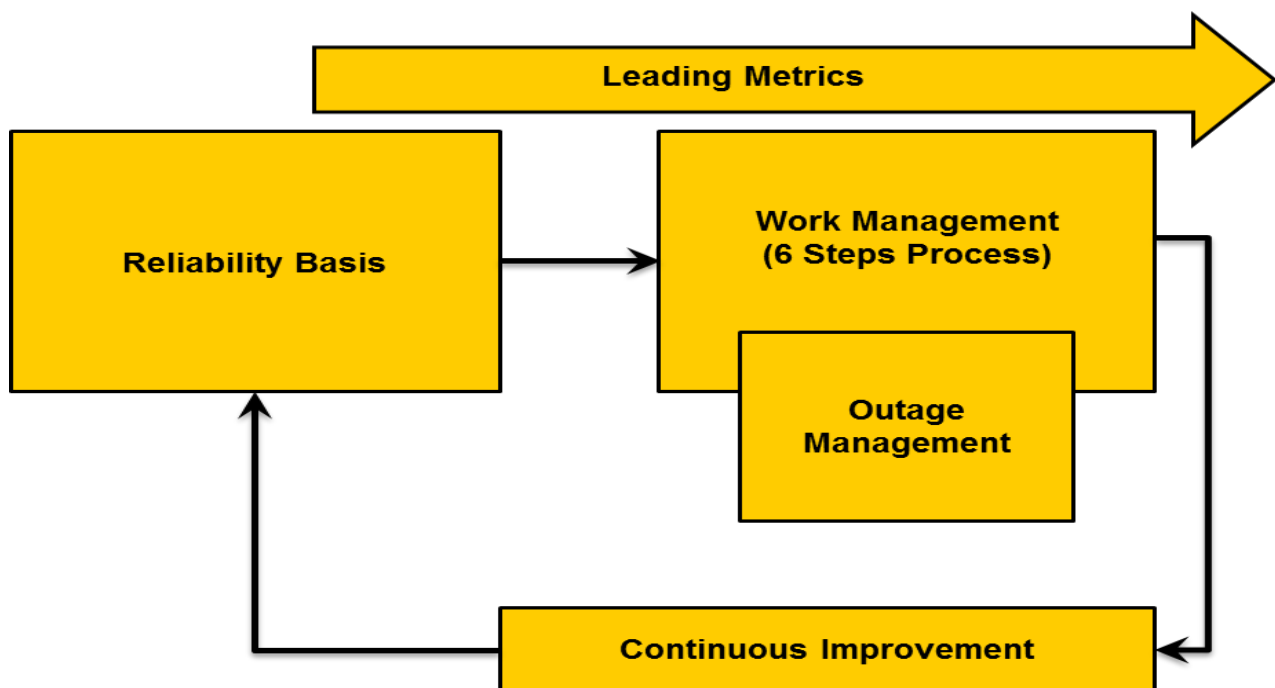 Leading Metrics
Reliability Basis
Work Management
(6 Steps Process)
Outage
Management
Continuous Improvement